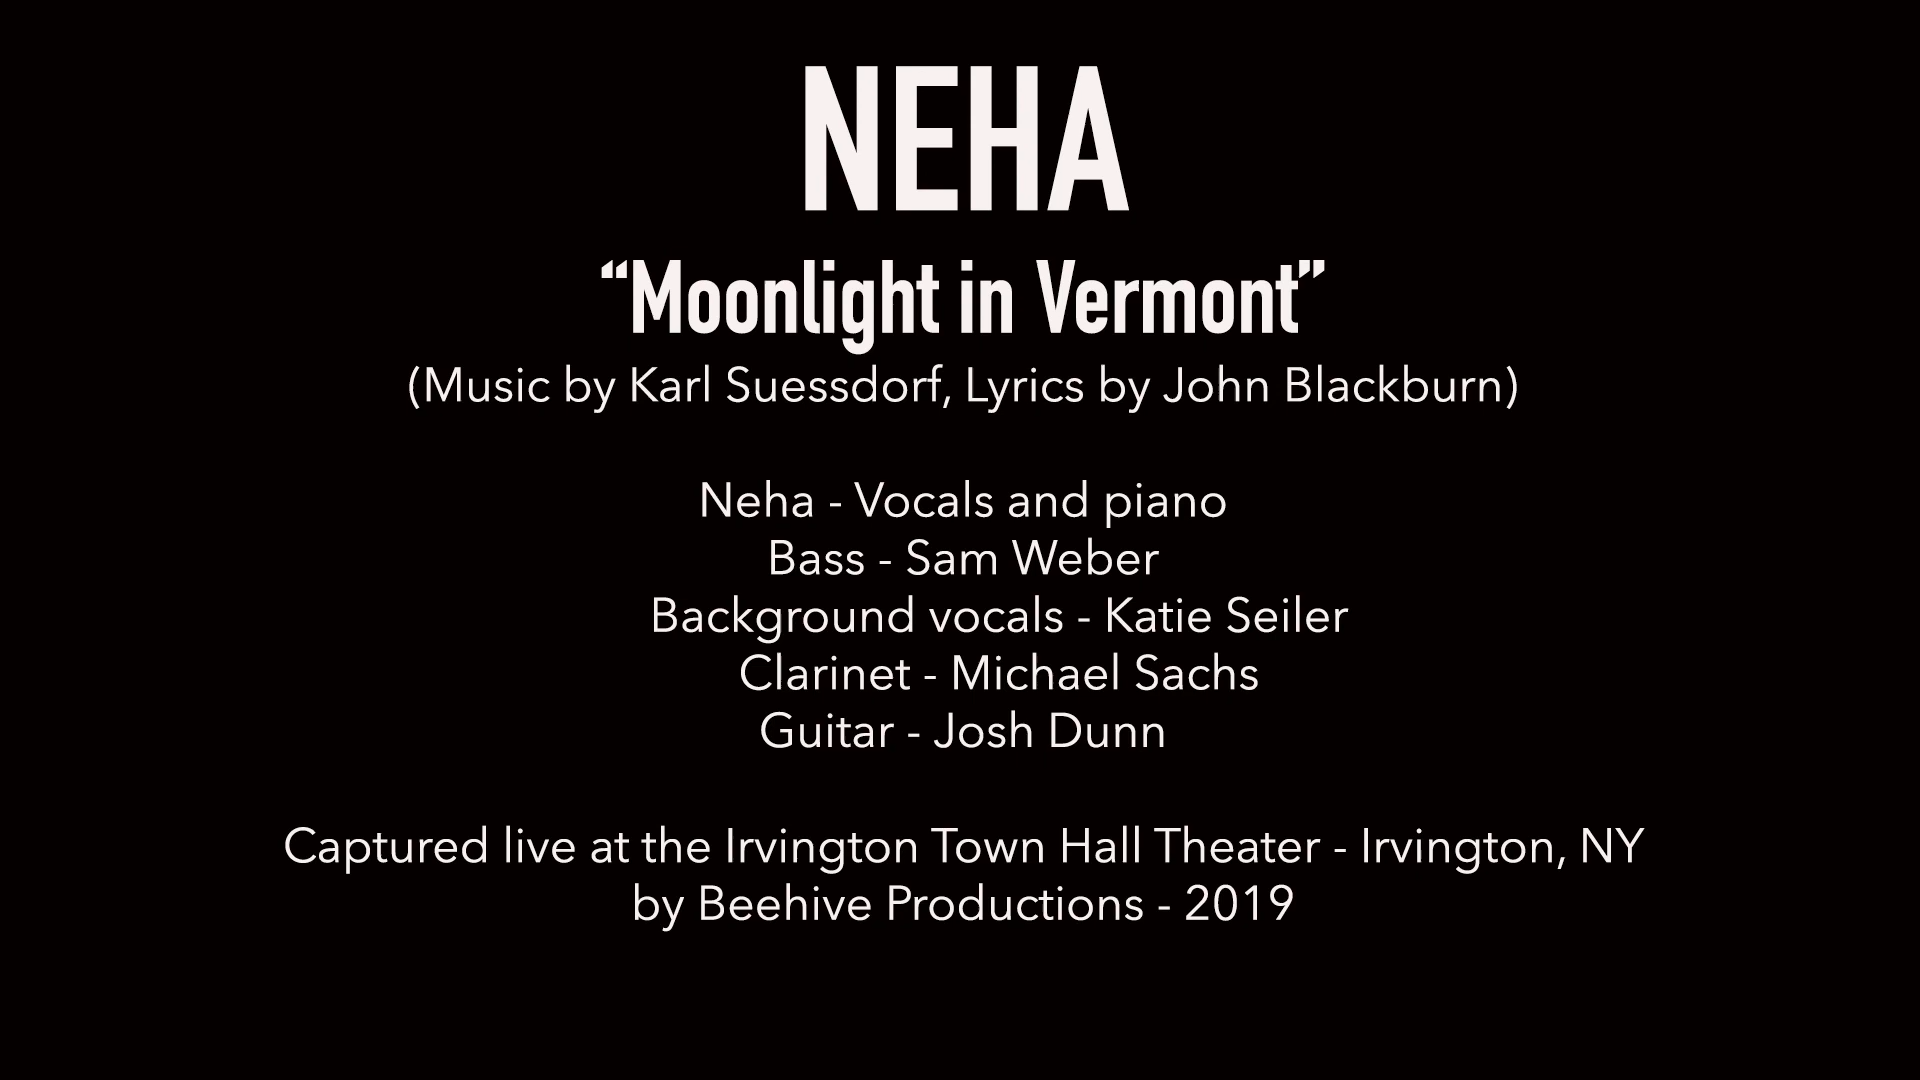 NEHA
“Moonlight in Vermont”
(Music by Karl Suessdorf, Lyrics by John Blackburn)
Neha - Vocals and piano
Bass - Sam Weber
Background vocals - Katie Seiler
Clarinet - Michael Sachs
Guitar - Josh Dunn
Captured live at the Irvington Town Hall Theater - Irvington, NY
by Beehive Productions - 2019